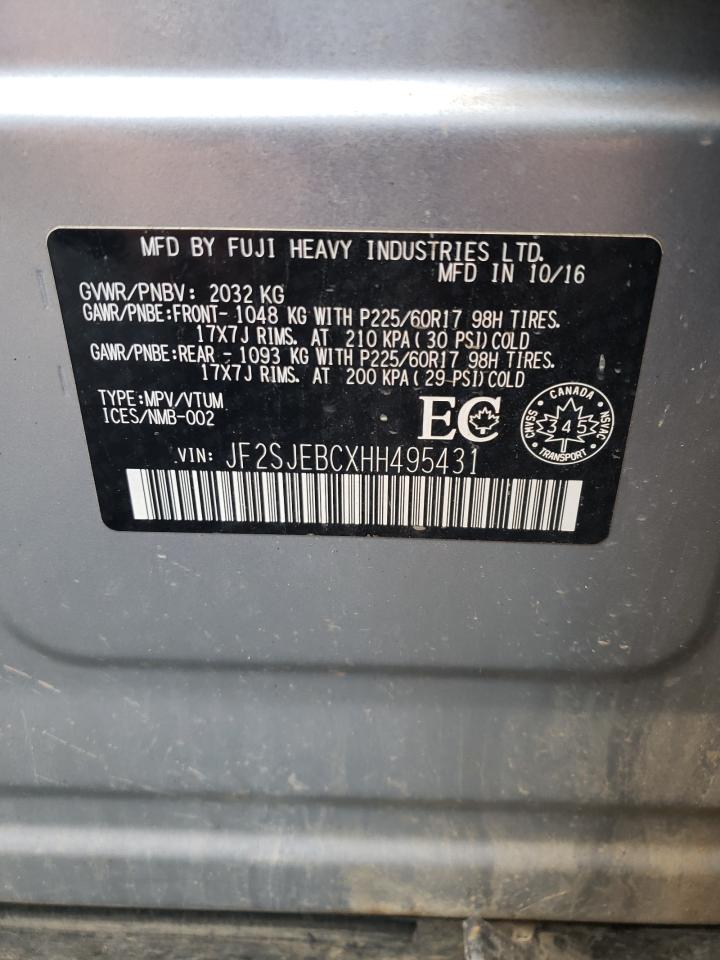 MFD BY FUJI HEAVY INDUSTRIES LTD.
MFD IN 10/16
GVWR/PNBV: 2032 KG
GAWR/PNBE:FRONT- 1048 KG WITH P225/60R17 98H TIRES.
17X7J RIMS. AT 210 KPA(30 PSI)COLD
GAWR/PNBE:REAR - 1093 KG WITH P225/60R17 98H TIRES.
17X7J RIMS. AT 200 KPA(29 PSI)COLD
TYPE:MPV/VTUM
ICES/NMB-002
EC
CANADA
CMVSS
345
NSVAC
TRANSPORT
VIN: JF2SJEBCXHH495431